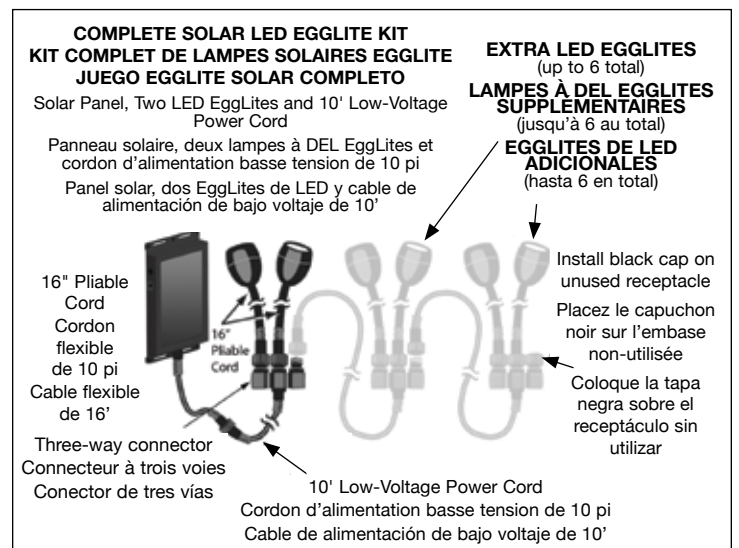 COMPLETE SOLAR LED EGGLITE KIT
KIT COMPLET DE LAMPES SOLAIRES EGGLITE
JUEGO EGGLITE SOLAR COMPLETO
Solar Panel, Two LED EggLites and 10' Low-Voltage
Power Cord
Panneau solaire, deux lampes à DEL EggLites et
cordon d’alimentation basse tension de 10 pi
Panel solar, dos EggLites de LED y cable de
alimentación de bajo voltaje de 10’
EXTRA LED EGGLITES
(up to 6 total)
LAMPES À DEL EGGLITES
SUPPLÉMENTAIRES
(jusqu’à 6 au total)
EGGLITES DE LED
ADICIONALES
(hasta 6 en total)
16" Pliable
Cord
Cordon
flexible
de 10 pi
Cable flexible
de 16’
16"
Pliable
Cord
Install black cap on
unused receptacle
Placez le capuchon
noir sur l’embase
non-utilisée
Coloque la tapa
negra sobre el
receptáculo sin
utilizar
Three-way connector
Connecteur à trois voies
Conector de tres vías
10' Low-Voltage Power Cord
Cordon d’alimentation basse tension de 10 pi
Cable de alimentación de bajo voltaje de 10’